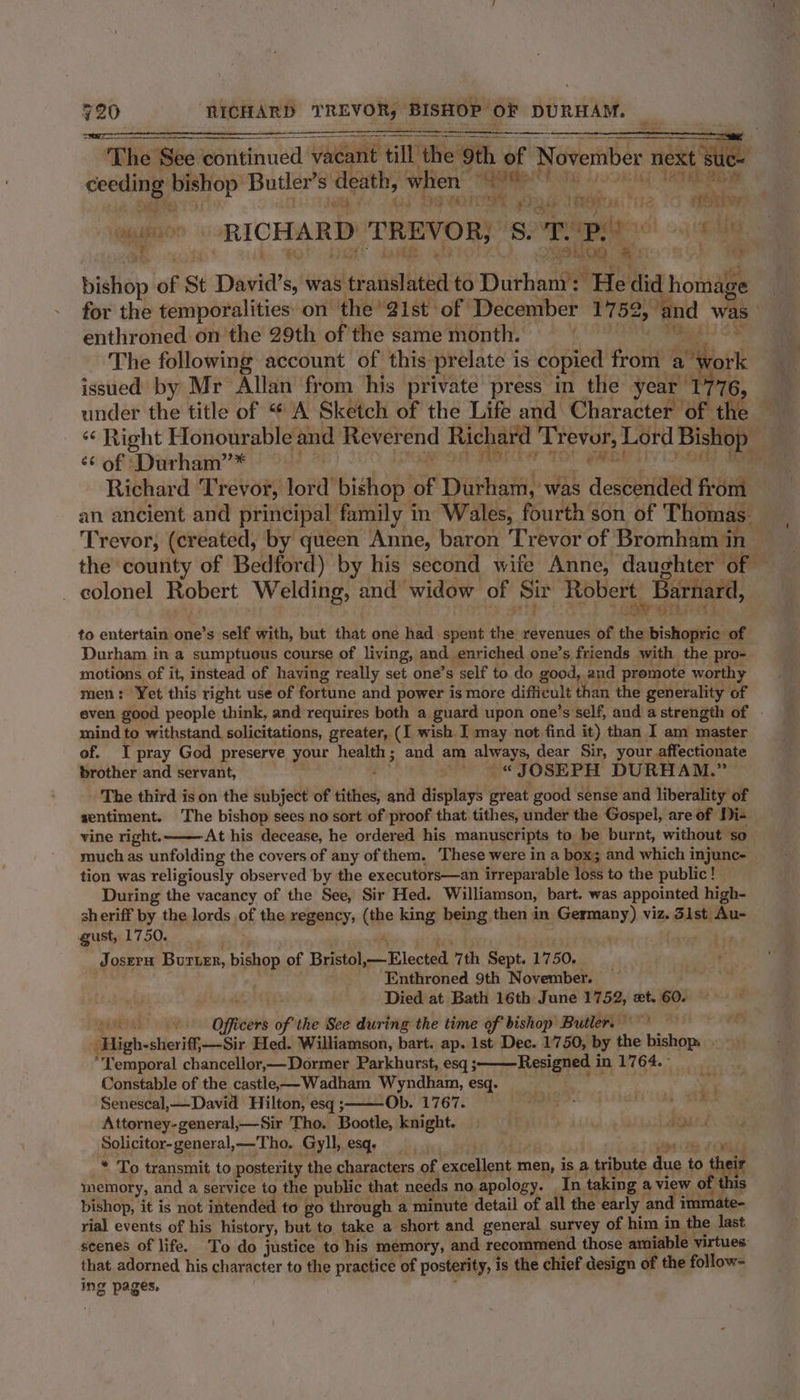 720 RICHARD TREVOR, BISHOP OF DURHAM.
The See continued vacant till the 9th of November next suc-
ceeding bishop Butler's death, when
RICHARD TREVOR, S. T. P.
bishop of St David's, was translated to Durham: He did homage
for the temporalities on the 21st of December 1752, and was
enthroned on the 29th of the same month.
The following account of this prelate is copied from a work
issued by Mr Allan from his private press in the year 1776,
under the title of “ A Sketch of the Life and Character of the
“ Right Honourable and Reverend Richard Trevor, Lord Bishop
“ of Durham”*
Richard Trevor, lord bishop of Durham, was descended from
an ancient and principal family in Wales, fourth son of Thomas
Trevor, (created, by queen Anne, baron Trevor of Bromham in
the county of Bedford) by his second wife Anne, daughter of
colonel Robert Welding, and widow of Sir Robert Barnard,
to entertain one's self with, but that one had spent the revenues of the bishopric of
Durham in a sumptuous course of living, and enriched one's friends with the pro-
motions of it, instead of having really set one's self to do good, and promote worthy
men: Yet this right use of fortune and power is more difficult than the generality of
even good people think, and requires both a guard upon one's self, and a strength of
mind to withstand solicitations, greater, (I wish I may not find it) than I am master
of. I pray God preserve your health; and am always, dear Sir, your affectionate
brother and servant, “ JOSEPH DURHAM.”
The third is on the subject of tithes, and displays great good sense and liberality of
sentiment. The bishop sees no sort of proof that tithes, under the Gospel, are of Di-
vine right.——At his decease, he ordered his manuscripts to be burnt, without so
much as unfolding the covers of any of them. These were in a box; and which injunc-
tion was religiously observed by the executors—an irreparable loss to the public!
During the vacancy of the See, Sir Hed. Williamson, bart. was appointed high-
sheriff by the lords of the regency, (the king being then in Germany) viz. 31st Au-
gust, 1750.
JOSEPH BUTLER, bishop of Bristol,—Elected 7th Sept. 1750.
Enthroned 9th November.
Died at Bath 16th June 1752, æt. 60.
Officers of the See during the time of bishop Butler.
High-sheriff,—Sir Hed. Williamson, bart. ap. 1st Dec. 1750, by the bishop.
Temporal chancellor,—Dormer Parkhurst, esq;——Resigned in 1764.
Constable of the castle,—Wadham Wyndham, esq.
Senescal,—David Hilton, esq;——Ob. 1767.
Attorney-general,—Sir Tho. Bootle, knight.
Solicitor-general,—Tho. Gyll, esq.
* To transmit to posterity the characters of excellent men, is a tribute due to their
memory, and a service to the public that needs no apology. In taking a view of this
bishop, it is not intended to go through a minute detail of all the early and immate-
rial events of his history, but to take a short and general survey of him in the last
scenes of life. To do justice to his memory, and recommend those amiable virtues
that adorned his character to the practice of posterity, is the chief design of the follow-
ing pages.